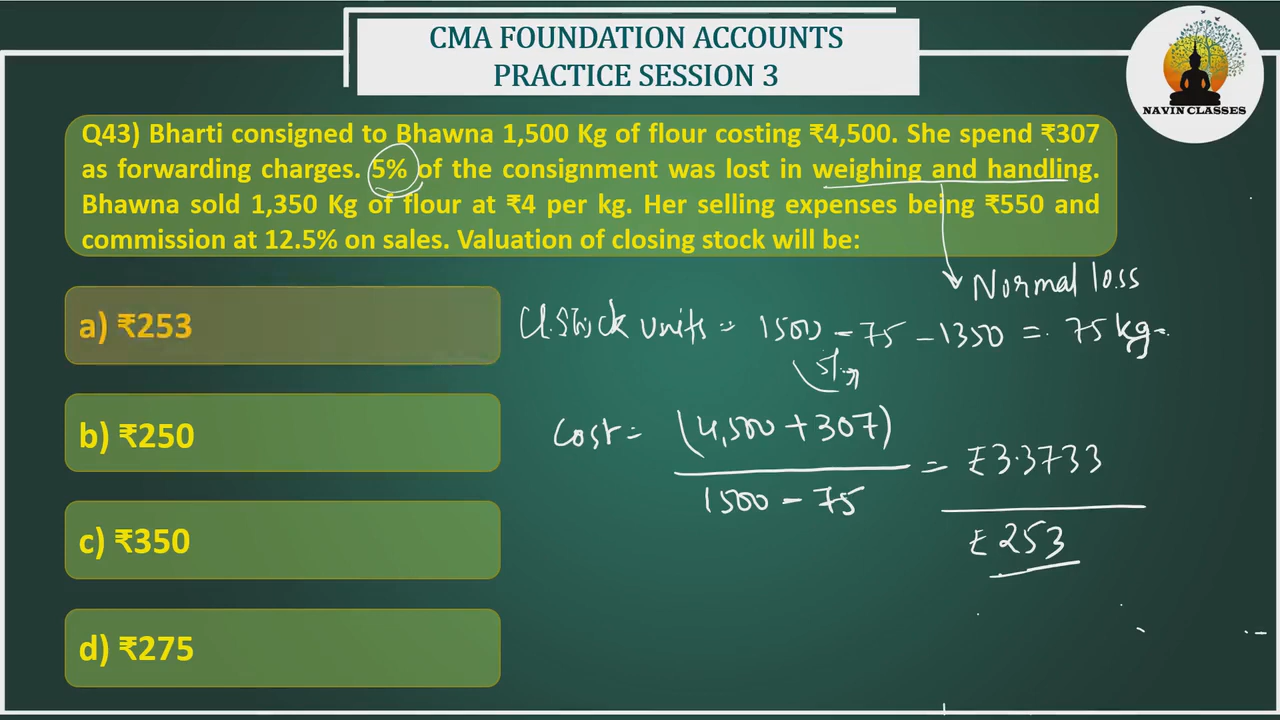 CMA FOUNDATION ACCOUNTS
PRACTICE SESSION 3
NAVIN CLASSES
Q43) Bharti consigned to Bhawna 1,500 Kg of flour costing ₹4,500. She spend ₹307
as forwarding charges. 5% of the consignment was lost in weighing and handling.
Bhawna sold 1,350 Kg of flour at ₹4 per kg. Her selling expenses being ₹550 and
commission at 12.5% on sales. Valuation of closing stock will be:
Normal loss
a) ₹253
Cl. Stock units = 1500 - 75 - 1350 = 75 kg
5%
b) ₹250
Cost = (4,500 + 307)
1500 - 75
= ₹3.3733
c) ₹350
₹253
d) ₹275